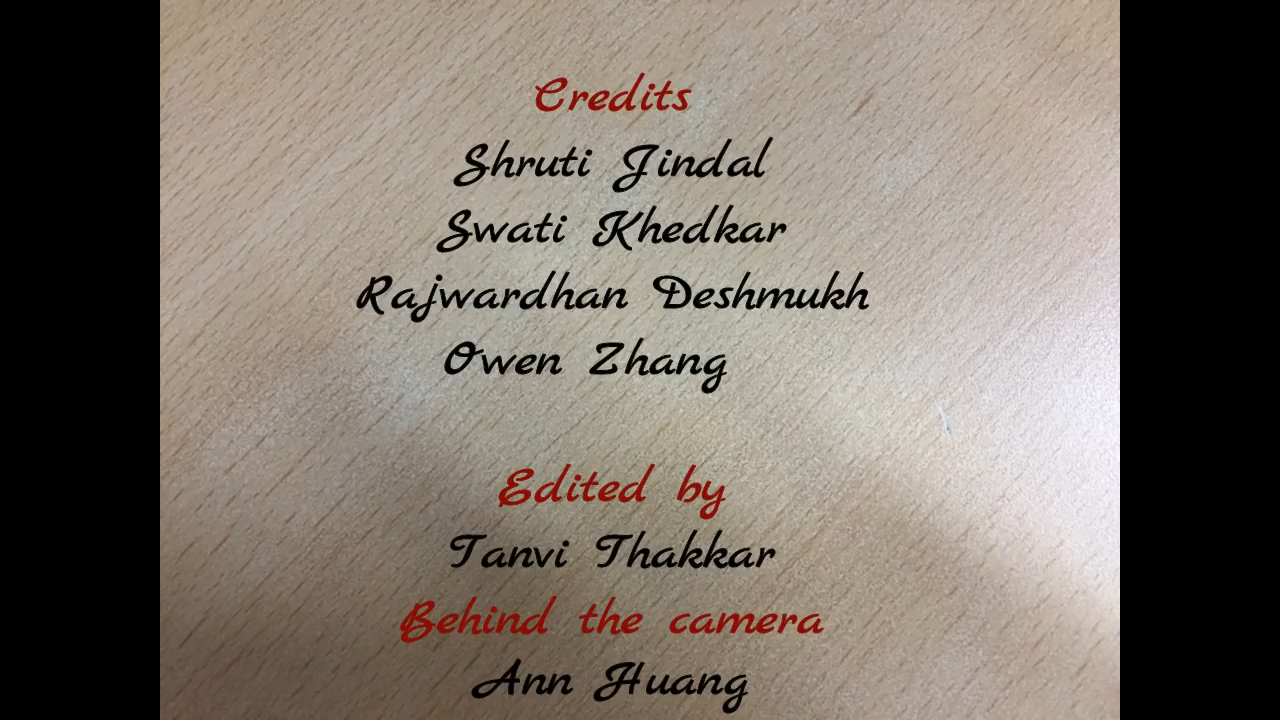 Credits
Shruti Jindal
Swati Khedkar
Rajwardhan Deshmukh
Owen Zhang
Edited by
Tanvi Thakkar
Behind the camera
Ann Huang